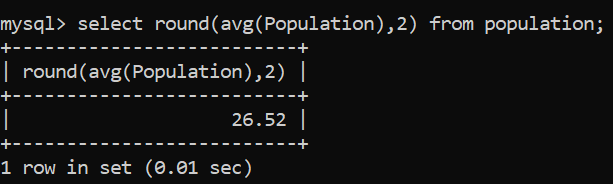 mysql> select round(avg(Population),2) from population;
+--------------------------+
| round(avg(Population),2) |
+--------------------------+
|                    26.52 |
+--------------------------+
1 row in set (0.01 sec)